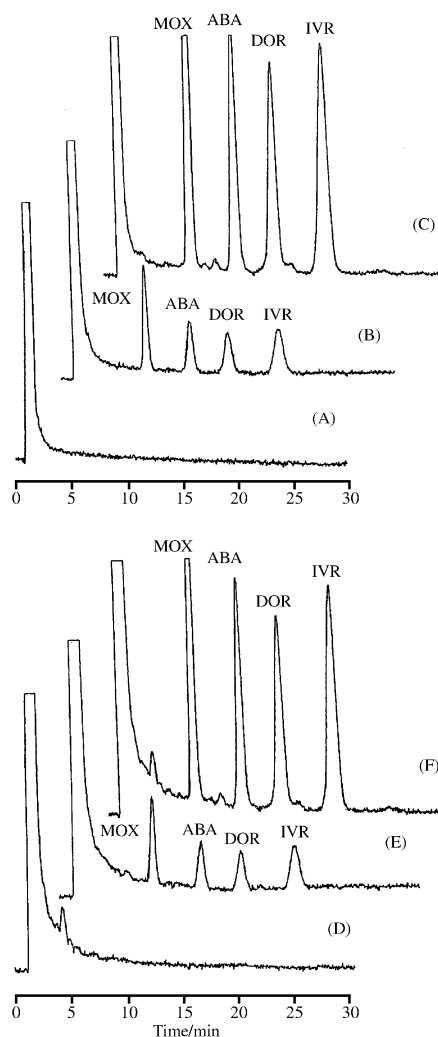 MOX ABA DOR IVR
(C)
MOX ABA DOR IVR
(B)
(A)
0 5 10 15 20 25 30
MOX ABA DOR IVR
(F)
MOX ABA DOR IVR
(E)
(D)
0 5 10 15 20 25 30
Time/min